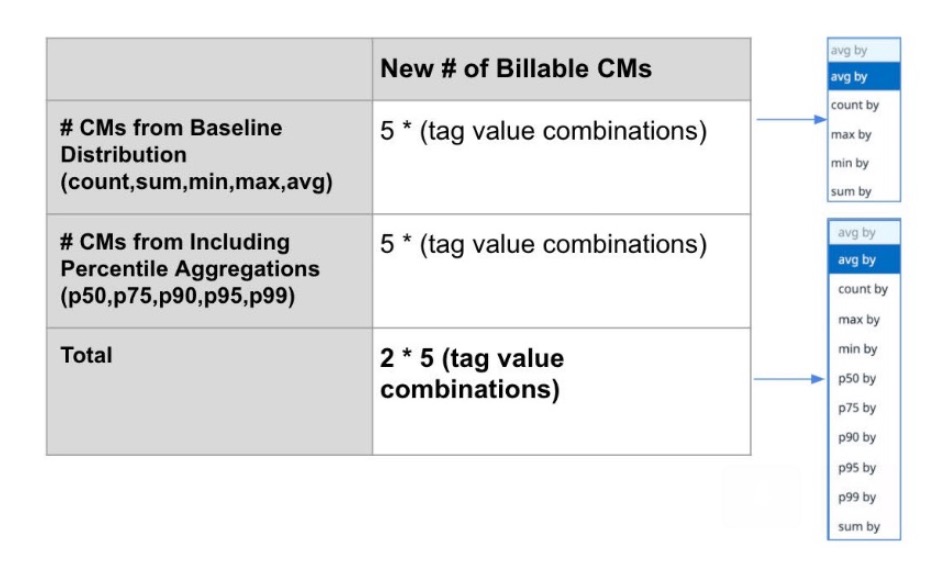 New # of Billable CMs
# CMs from Baseline
Distribution
(count,sum,min,max,avg)
5 * (tag value combinations)
# CMs from Including
Percentile Aggregations
(p50,p75,p90,p95,p99)
5 * (tag value combinations)
Total
2 * 5 (tag value
combinations)
avg by
avg by
count by
max by
min by
sum by
avg by
avg by
count by
max by
min by
p50 by
p75 by
p90 by
p95 by
p99 by
sum by